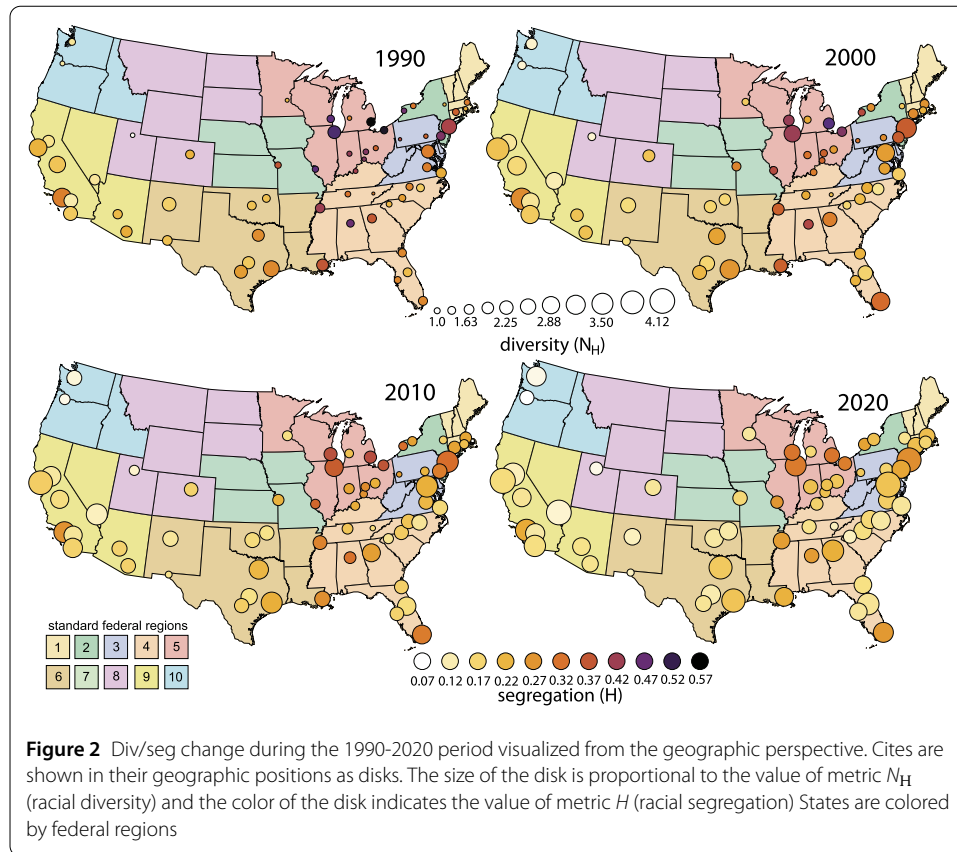 1990
2000
1.0 1.63 2.25 2.88 3.50 4.12
diversity (N_H)
2010
2020
standard federal regions
1 2 3 4 5
6 7 8 9 10
0.07 0.12 0.17 0.22 0.27 0.32 0.37 0.42 0.47 0.52 0.57
segregation (H)
Figure 2 Div/seg change during the 1990-2020 period visualized from the geographic perspective. Cites are
shown in their geographic positions as disks. The size of the disk is proportional to the value of metric N_H
(racial diversity) and the color of the disk indicates the value of metric H (racial segregation) States are colored
by federal regions